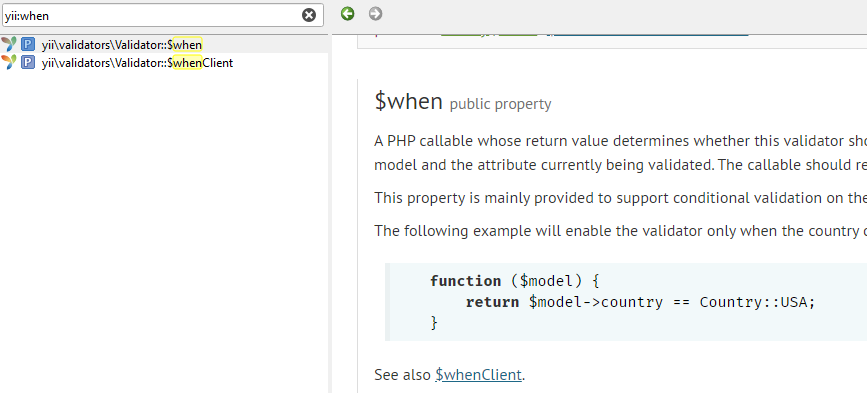 yii:when
P yii\validators\Validator::$when
P yii\validators\Validator::$whenClient
$when public property
A PHP callable whose return value determines whether this validator
model and the attribute currently being validated. The callable should
This property is mainly provided to support conditional validation on
The following example will enable the validator only when the country
function ($model) {
return $model->country == Country::USA;
}
See also $whenClient.